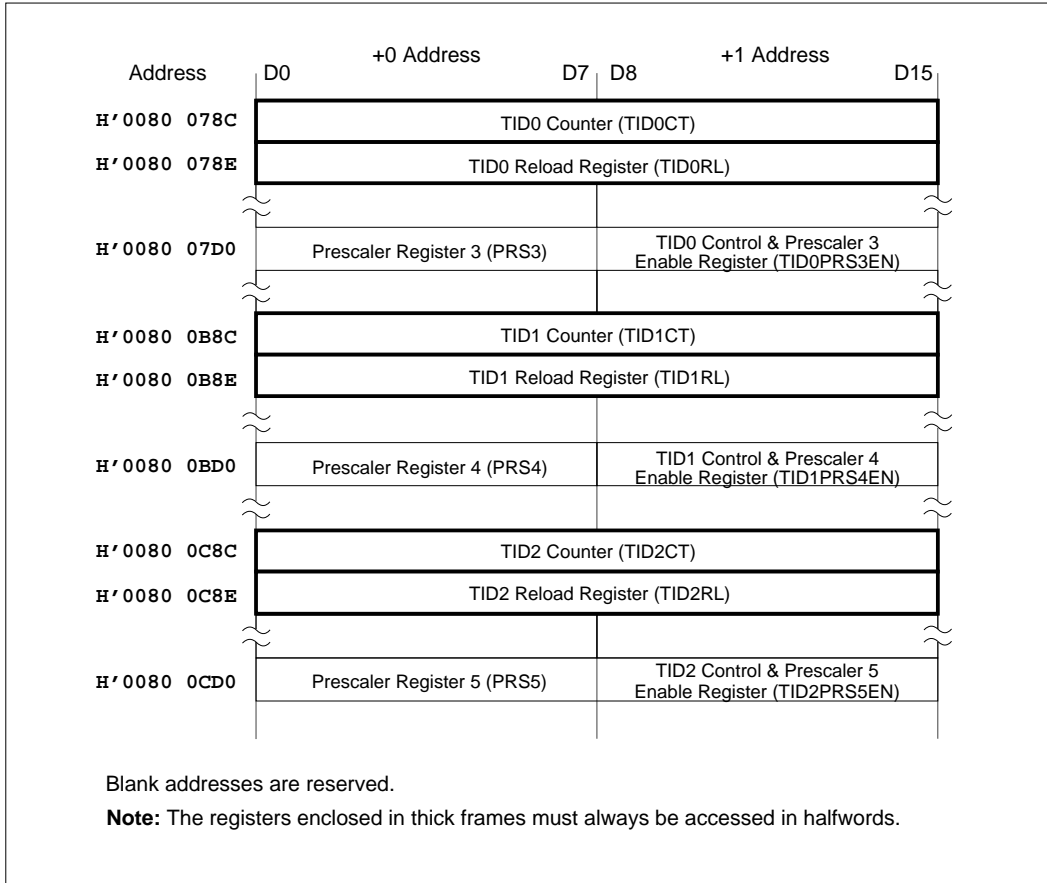 +0 Address +1 Address
Address D0 D7 D8 D15
H'0080 078C TID0 Counter (TID0CT)
H'0080 078E TID0 Reload Register (TID0RL)
H'0080 07D0 Prescaler Register 3 (PRS3) TID0 Control & Prescaler 3
Enable Register (TID0PRS3EN)
H'0080 0B8C TID1 Counter (TID1CT)
H'0080 0B8E TID1 Reload Register (TID1RL)
H'0080 0BD0 Prescaler Register 4 (PRS4) TID1 Control & Prescaler 4
Enable Register (TID1PRS4EN)
H'0080 0C8C TID2 Counter (TID2CT)
H'0080 0C8E TID2 Reload Register (TID2RL)
H'0080 0CD0 Prescaler Register 5 (PRS5) TID2 Control & Prescaler 5
Enable Register (TID2PRS5EN)
Blank addresses are reserved.
Note: The registers enclosed in thick frames must always be accessed in halfwords.